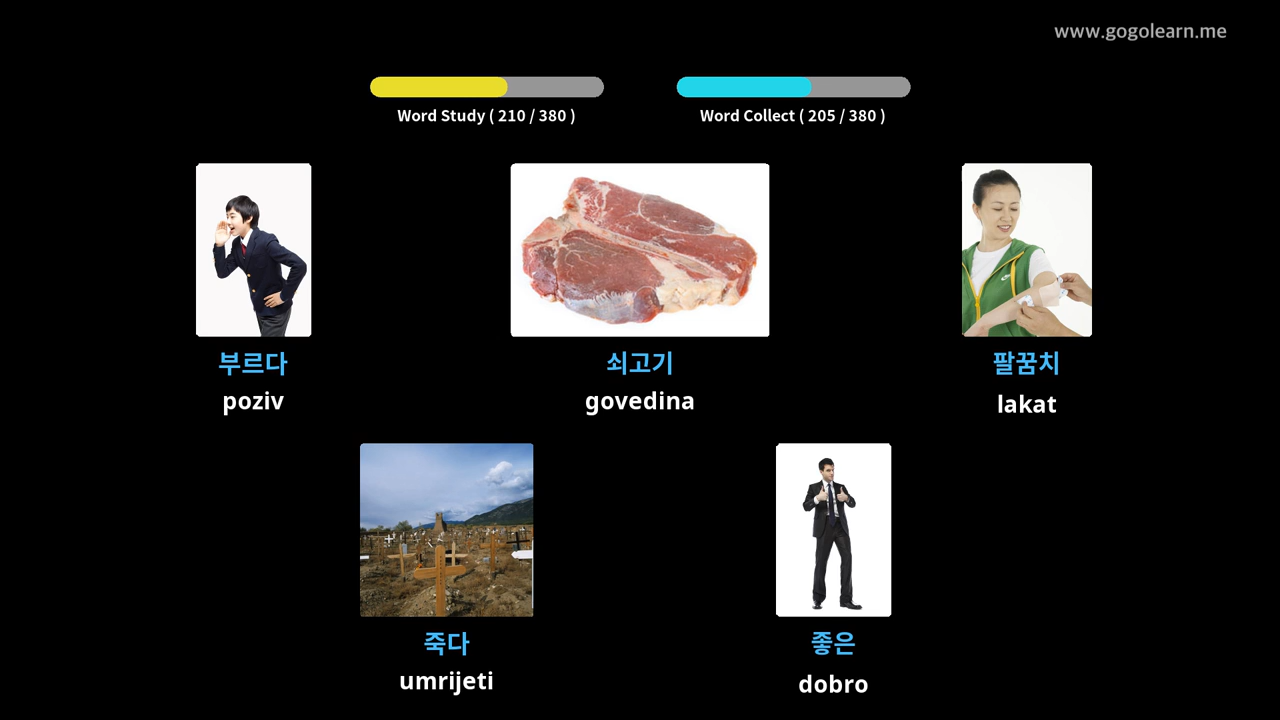 www.gogolearn.me
Word Study ( 210 / 380 )
Word Collect ( 205 / 380 )
부르다
poziv
쇠고기
govedina
팔꿈치
lakat
죽다
umrijeti
좋은
dobro